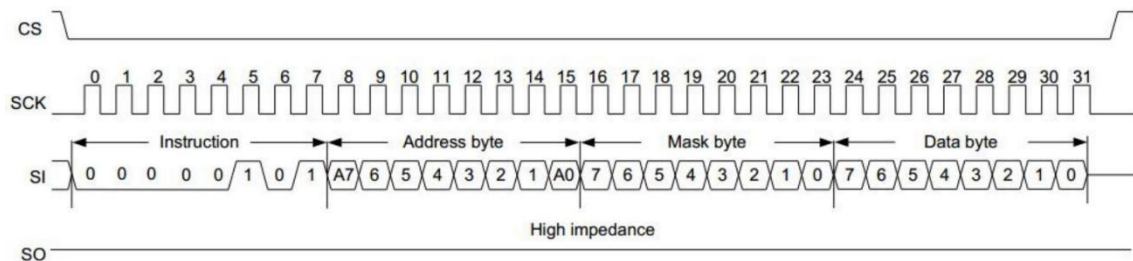 CS
0 1 2 3 4 5 6 7 8 9 10 11 12 13 14 15 16 17 18 19 20 21 22 23 24 25 26 27 28 29 30 31
SCK
Instruction Address byte Mask byte Data byte
SI 0 0 0 0 0 1 0 1 A7 6 5 4 3 2 1 A0 7 6 5 4 3 2 1 0 7 6 5 4 3 2 1 0
High impedance
SO